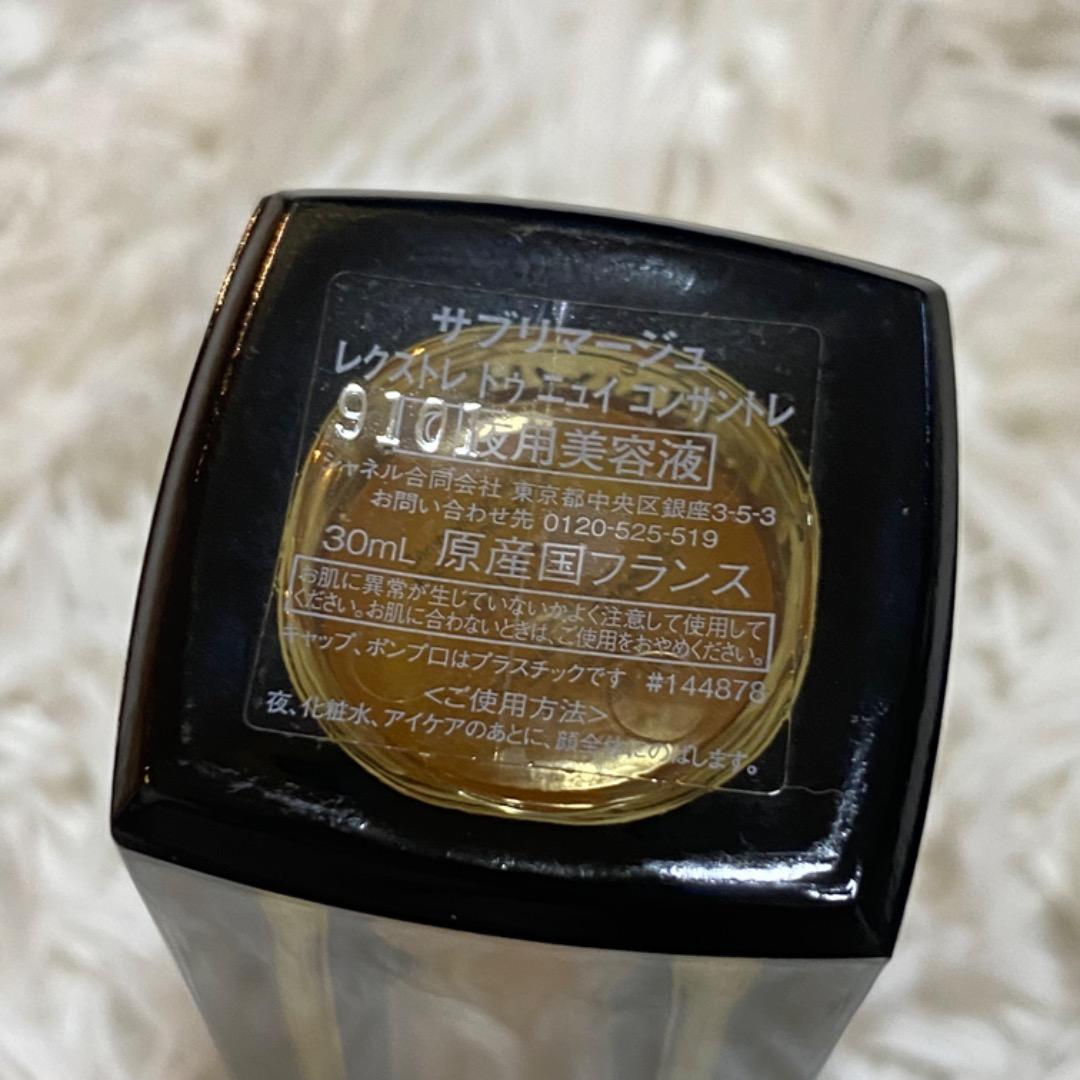 サブリマージュ
レクストレ ドゥ ニュイ コンサントレ
9101
夜用美容液
シャネル合同会社 東京都中央区銀座3-5-3
お問い合わせ先 0120-525-519
30mL 原産国フランス
お肌に異常が生じていないかよく注意して使用して
ください。お肌に合わないときは、ご使用をおやめください。
キャップ、ポンプ口はプラスチックです #144878
<ご使用方法>
夜、化粧水、アイケアのあとに、顔全体にのばします。